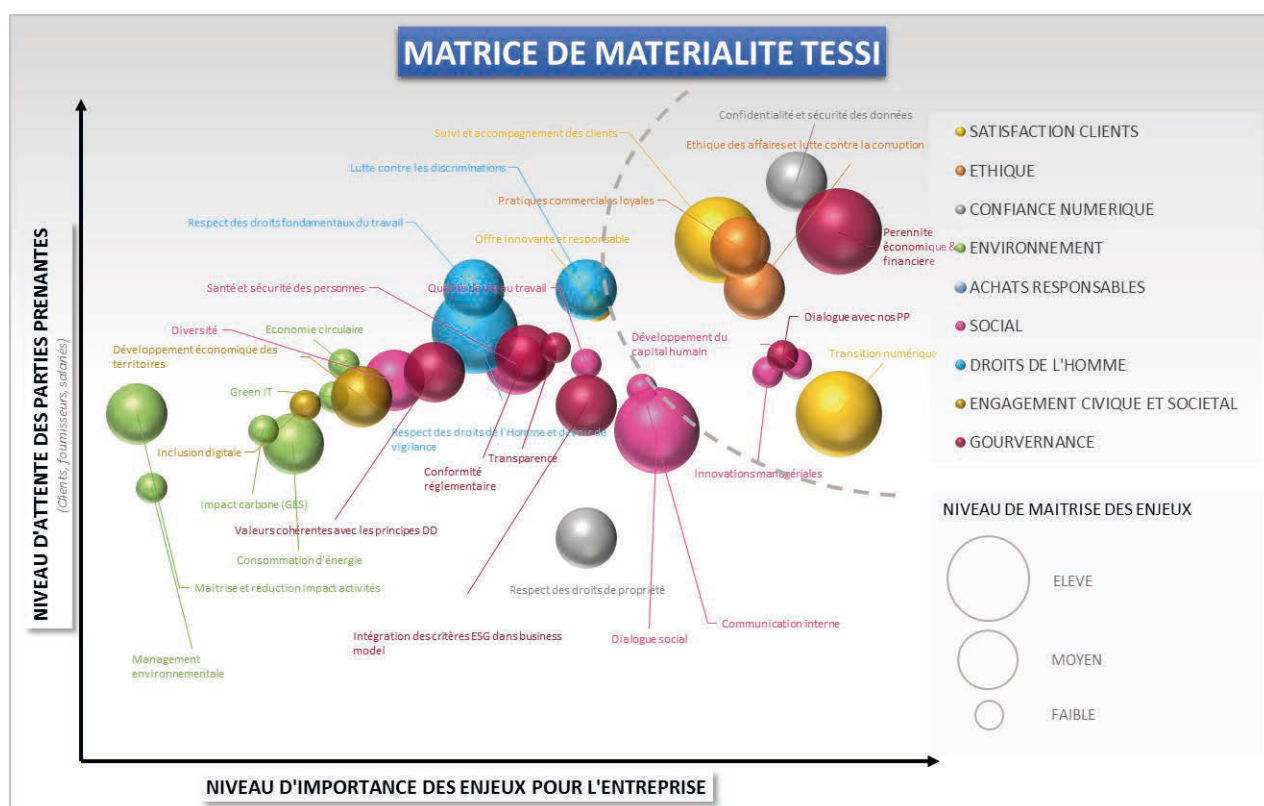 MATRICE DE MATERIALITE TESSI
NIVEAU D'ATTENTE DES PARTIES PRENANTES
(Clients, fournisseurs, salariés)
Confidentialité et sécurité des données
Suivi et accompagnement des clients
Ethique des affaires et lutte contre la corruption
Lutte contre les discriminations
Pratiques commerciales loyales
Respect des droits fondamentaux du travail
Offre innovante et responsable
Perennite
économique &
financiere
Santé et sécurité des personnes
Qualité de vie au travail
Dialogue avec nos PP
Diversité
Economie circulaire
Développement du
capital humain
Développement économique des
territoires
Transition numérique
Green IT
Respect des droits de l'Homme et devoir de
vigilance
Inclusion digitale
Transparence
Conformité
réglementaire
Innovations managériales
Impact carbone (GES)
Valeurs cohérentes avec les principes DD
Consommation d'énergie
Maitrise et réduction Impact activités
Respect des droits de propriété
Communication interne
Intégration des critères ESG dans business
model
Dialogue social
Management
environnementale
NIVEAU D'IMPORTANCE DES ENJEUX POUR L'ENTREPRISE
SATISFACTION CLIENTS
ETHIQUE
CONFIANCE NUMERIQUE
ENVIRONNEMENT
ACHATS RESPONSABLES
SOCIAL
DROITS DE L'HOMME
ENGAGEMENT CIVIQUE ET SOCIETAL
GOURVERNANCE
NIVEAU DE MAITRISE DES ENJEUX
ELEVE
MOYEN
FAIBLE